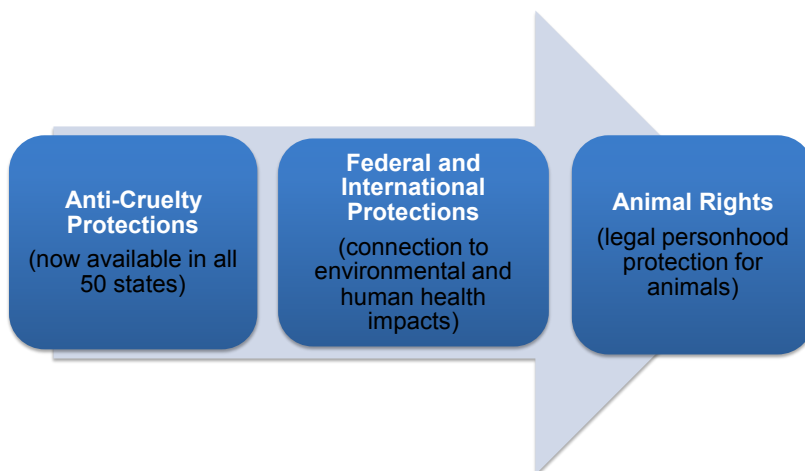 Anti-Cruelty
Protections
(now available in all
50 states)
Federal and
International
Protections
(connection to
environmental and
human health
impacts)
Animal Rights
(legal personhood
protection for
animals)